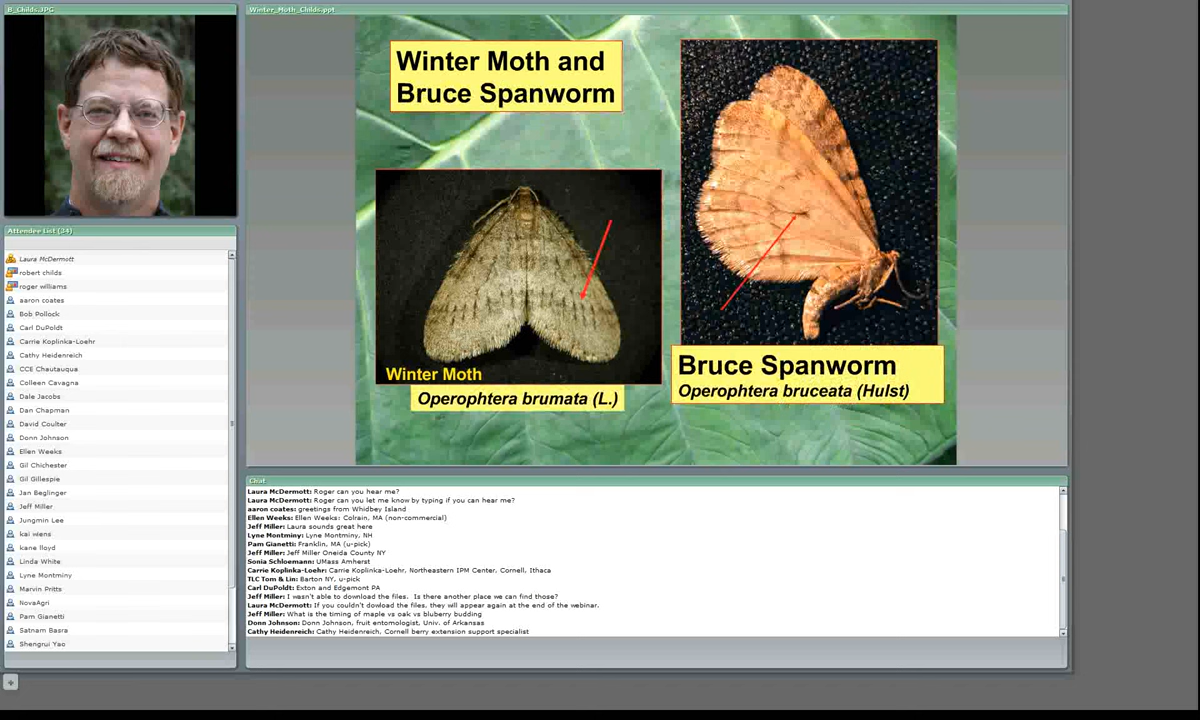 B_Childs.JPG
Winter_Moth_Childs.ppt
Winter Moth and
Bruce Spanworm
Winter Moth
Operophtera brumata (L.)
Bruce Spanworm
Operophtera bruceata (Hulst)
Attendee List (34)
Laura McDermott
robert childs
roger williams
aaron coates
Bob Pollock
Carl DuPoldt
Carrie Koplinka-Loehr
Cathy Heidenreich
CCE Chautauqua
Colleen Cavagna
Dale Jacobs
Dan Chapman
David Coulter
Donn Johnson
Ellen Weeks
Gil Chichester
Gil Gillespie
Jan Beglinger
Jeff Miller
Jungmin Lee
kai wiens
kane lloyd
Linda White
Lyne Montminy
Marvin Pritts
NovaAgri
Pam Gianetti
Satnam Basra
Shengrui Yao
Chat
Laura McDermott: Roger can you hear me?
Laura McDermott: Roger can you let me know by typing if you can hear me?
aaron coates: greetings from Whidbey Island
Ellen Weeks: Ellen Weeks: Colrain, MA (non-commercial)
Jeff Miller: Laura sounds great here
Lyne Montminy: Lyne Montminy, NH
Pam Gianetti: Franklin, MA (u-pick)
Jeff Miller: Jeff Miller Oneida County NY
Sonia Schloemann: UMass Amherst
Carrie Koplinka-Loehr: Carrie Koplinka-Loehr, Northeastern IPM Center, Cornell, Ithaca
TLC Tom & Lin: Barton NY, u-pick
Carl DuPoldt: Exton and Edgemont PA
Jeff Miller: I wasn't able to download the files. Is there another place we can find those?
Laura McDermott: If you couldn't dowload the files, they will appear again at the end of the webinar.
Jeff Miller: What is the timing of maple vs oak vs bluberry budding
Donn Johnson: Donn Johnson, fruit entomologist, Univ. of Arkansas
Cathy Heidenreich: Cathy Heidenreich, Cornell berry extension support specialist